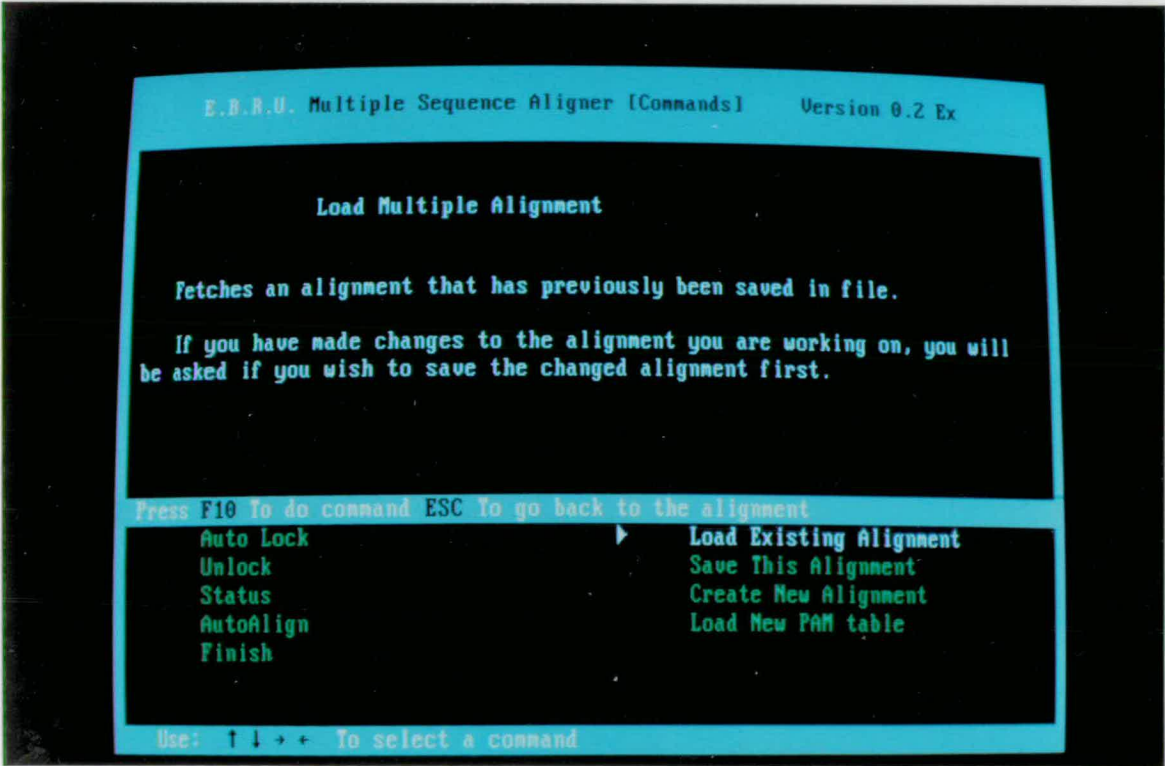 E.B.R.U. Multiple Sequence Aligner [Commands] Version 0.2 Ex
Load Multiple Alignment
Fetches an alignment that has previously been saved in file.
If you have made changes to the alignment you are working on, you will
be asked if you wish to save the changed alignment first.
Press F10 To do command ESC To go back to the alignment
Auto Lock
Unlock
Status
AutoAlign
Finish
Load Existing Alignment
Save This Alignment
Create New Alignment
Load New PAM table
Use: ↑ ↓ → ← To select a command